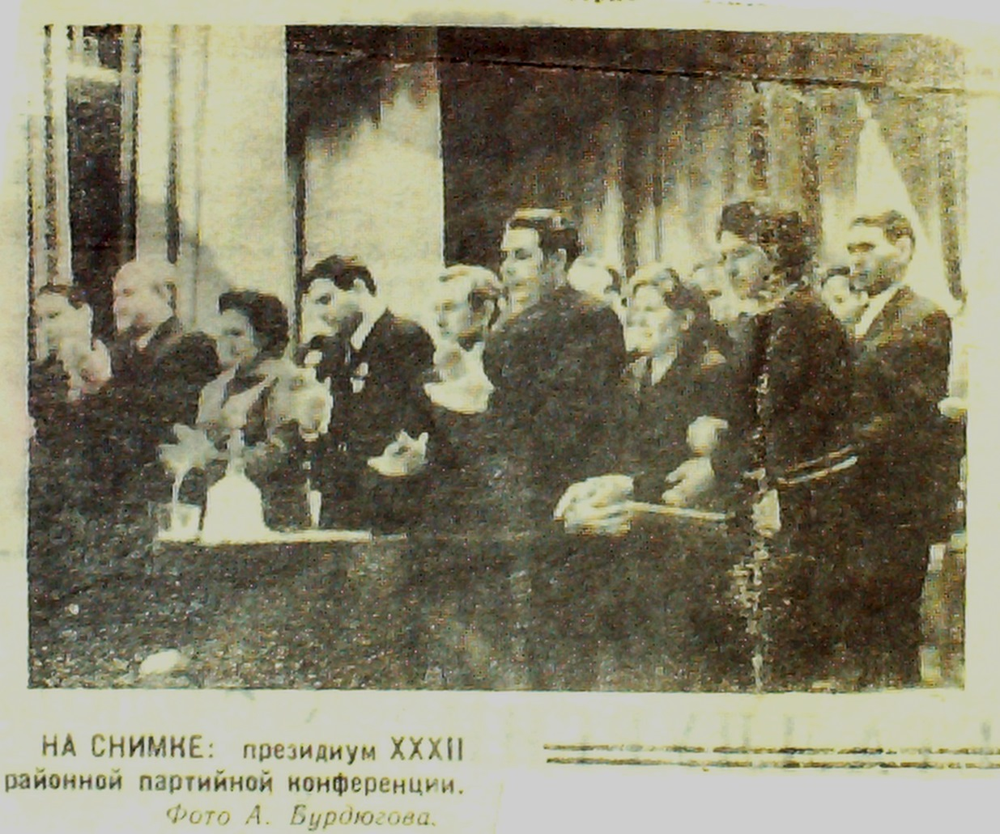 НА СНИМКЕ: президиум XXXII
районной партийной конференции.
Фото А. Бурдюгова.